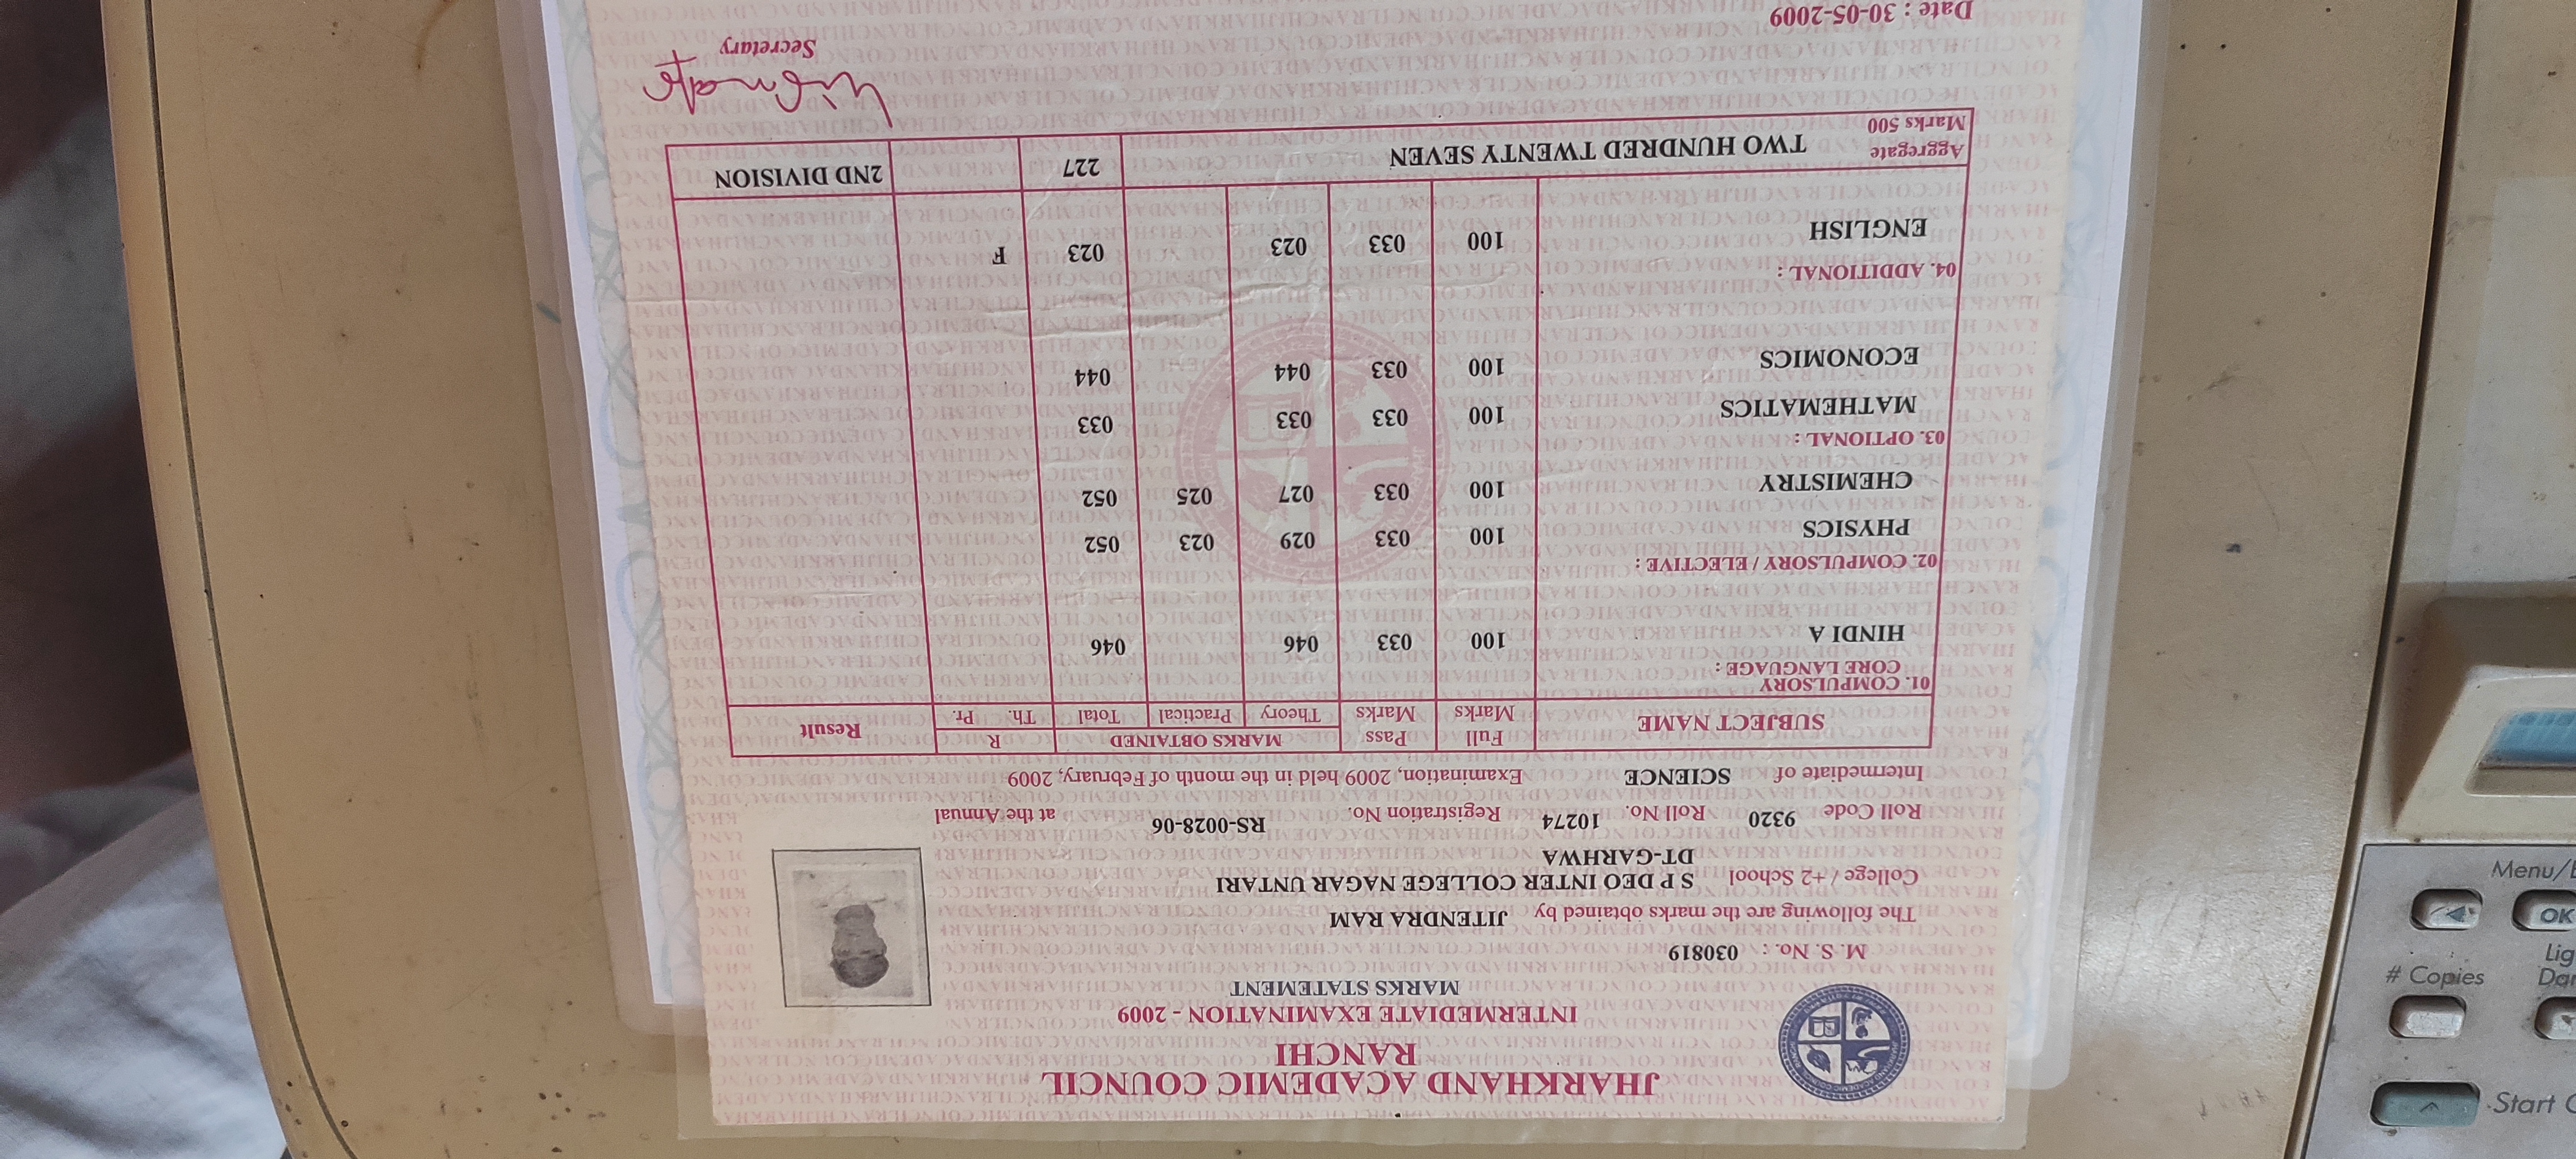 JHARKHAND ACADEMIC COUNCIL
RANCHI
INTERMEDIATE EXAMINATION - 2009
MARKS STATEMENT
M. S. No. : 030819
The following are the marks obtained by JITENDRA RAM
College / +2 School S P DEO INTER COLLEGE NAGAR UNTARI
DT-GARHWA
Roll Code 9320 Roll No. 10274 Registration No. RS-0028-06 at the Annual
Intermediate of SCIENCE Examination, 2009 held in the month of February, 2009
SUBJECT NAME Full Marks Pass Marks MARKS OBTAINED R Result
Theory Practical Total Th. Pr.
01. COMPULSORY
CORE LANGUAGE :
HINDI A 100 033 046 046
02. COMPULSORY / ELECTIVE :
PHYSICS 100 033 029 023 052
CHEMISTRY 100 033 027 025 052
03. OPTIONAL :
MATHEMATICS 100 033 033 033
ECONOMICS 100 033 044 044
04. ADDITIONAL :
ENGLISH 100 033 023 023 F
Aggregate Marks 500 TWO HUNDRED TWENTY SEVEN 227 2ND DIVISION
Secretary
Date : 30-05-2009
Menu/
OK
# Copies
Start